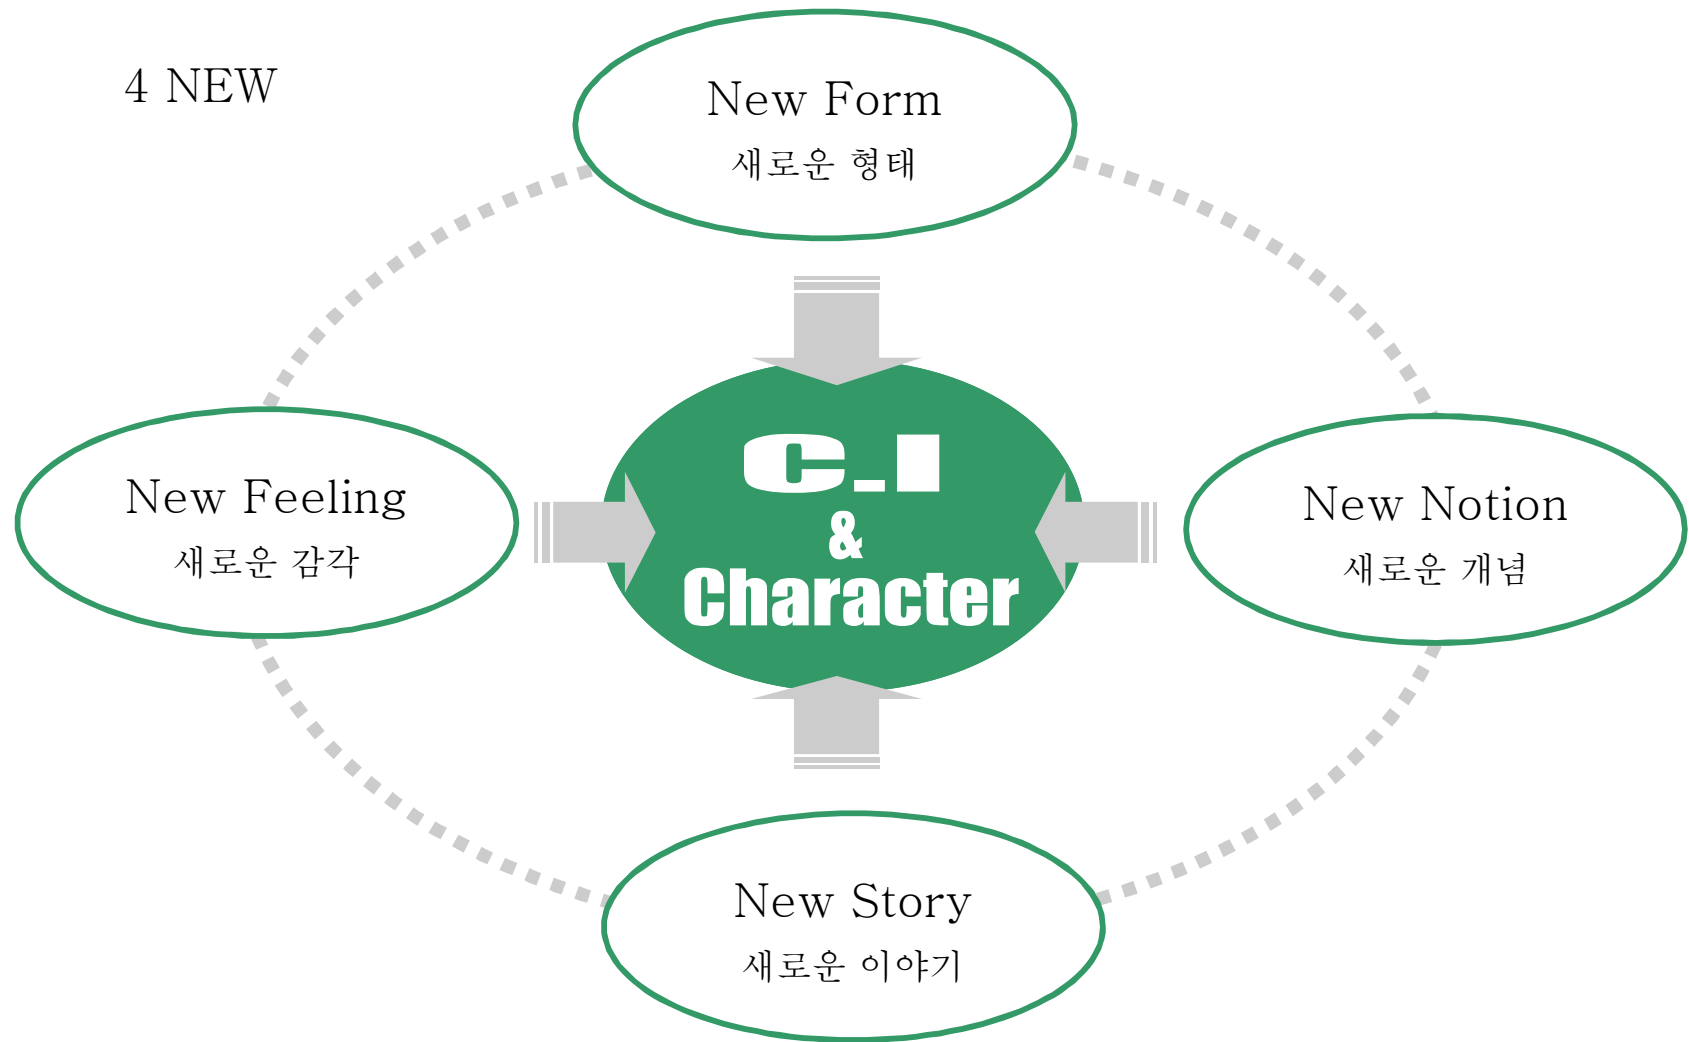 4 NEW
New Form
새로운 형태
New Feeling
새로운 감각
C.I
&
Character
New Notion
새로운 개념
New Story
새로운 이야기